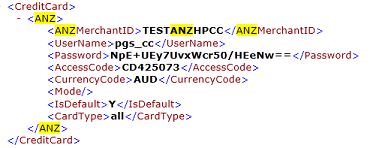 <CreditCard>
- <ANZ>
<ANZMerchantID>TESTANZHPCC</ANZMerchantID>
<UserName>pgs_cc</UserName>
<Password>NpE+UEy7UvxWcr50/HEeNw==</Password>
<AccessCode>CD425073</AccessCode>
<CurrencyCode>AUD</CurrencyCode>
<Mode/>
<IsDefault>Y</IsDefault>
<CardType>all</CardType>
</ANZ>
</CreditCard>